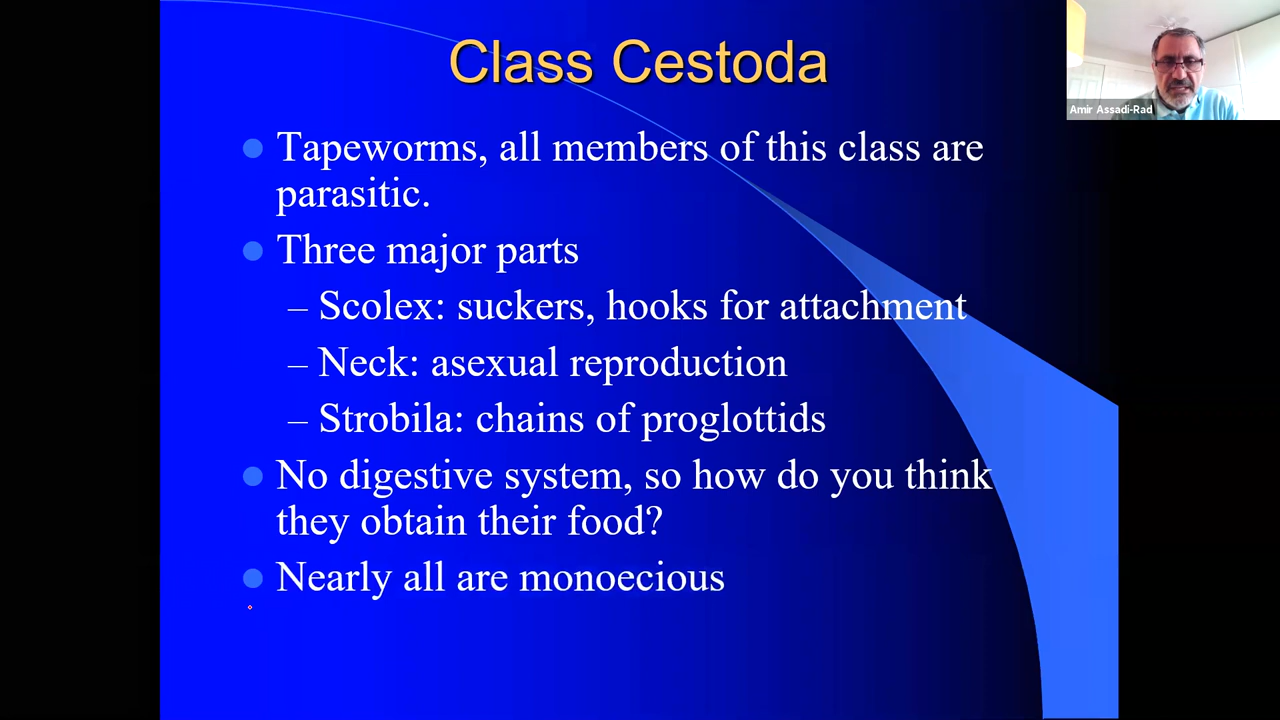 Class Cestoda
Amir Assadi-Rad
Tapeworms, all members of this class are
parasitic.
Three major parts
– Scolex: suckers, hooks for attachment
– Neck: asexual reproduction
– Strobila: chains of proglottids
No digestive system, so how do you think
they obtain their food?
Nearly all are monoecious